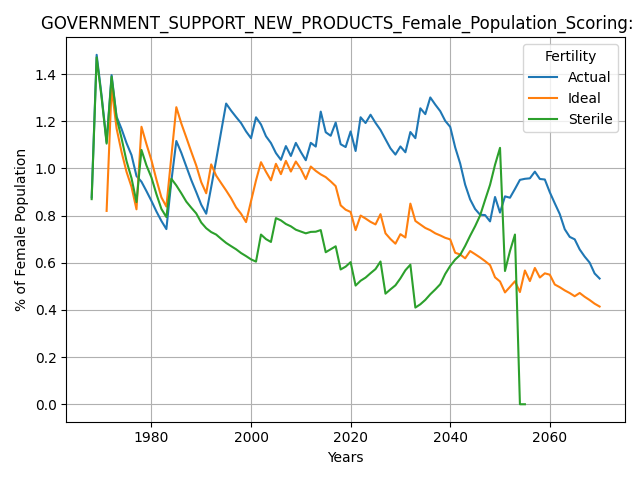 GOVERNMENT_SUPPORT_NEW_PRODUCTS_Female_Population_Scoring:
Fertility
Actual
Ideal
Sterile
% of Female Population
1.4
1.2
1.0
0.8
0.6
0.4
0.2
0.0
1980 2000 2020 2040 2060
Years